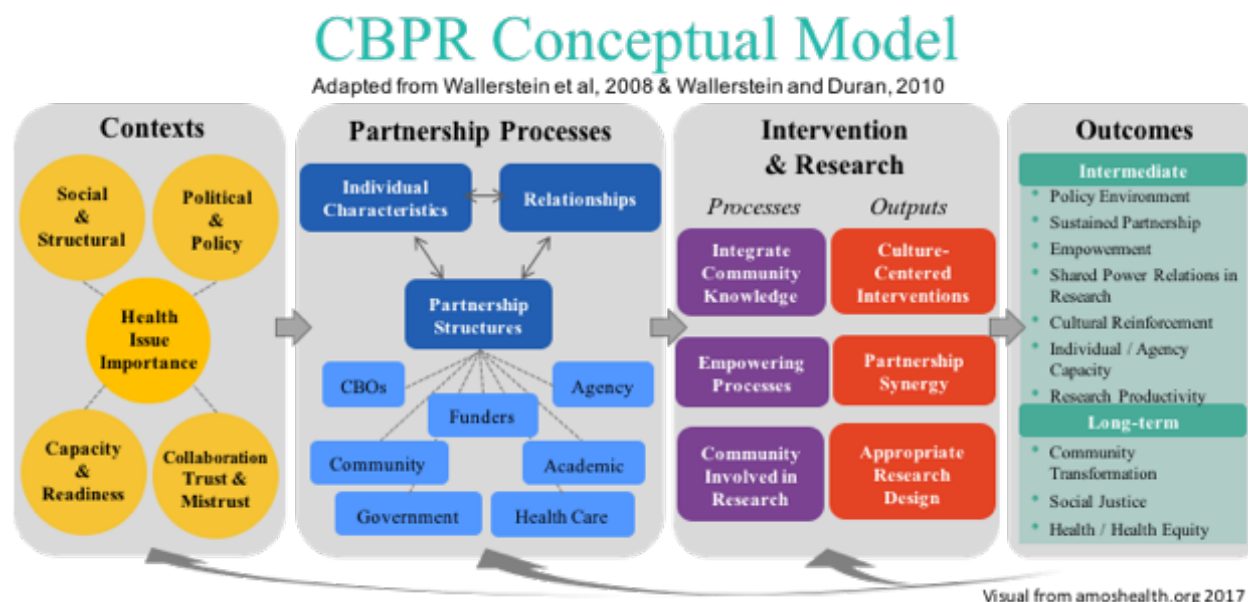 CBPR Conceptual Model
Adapted from Wallerstein et al, 2008 & Wallerstein and Duran, 2010
Contexts
Social
&
Structural
Political
&
Policy
Health
Issue
Importance
Capacity
&
Readiness
Collaboration
Trust &
Mistrust
Partnership Processes
Individual
Characteristics
Relationships
Partnership
Structures
CBOs
Agency
Funders
Community
Academic
Government
Health Care
Intervention
& Research
Processes
Outputs
Integrate
Community
Knowledge
Culture-
Centered
Interventions
Empowering
Processes
Partnership
Synergy
Community
Involved in
Research
Appropriate
Research
Design
Outcomes
Intermediate
• Policy Environment
• Sustained Partnership
• Empowerment
• Shared Power Relations in
Research
• Cultural Reinforcement
• Individual / Agency
Capacity
• Research Productivity
Long-term
• Community
Transformation
• Social Justice
• Health / Health Equity
Visual from amoshealth.org 2017